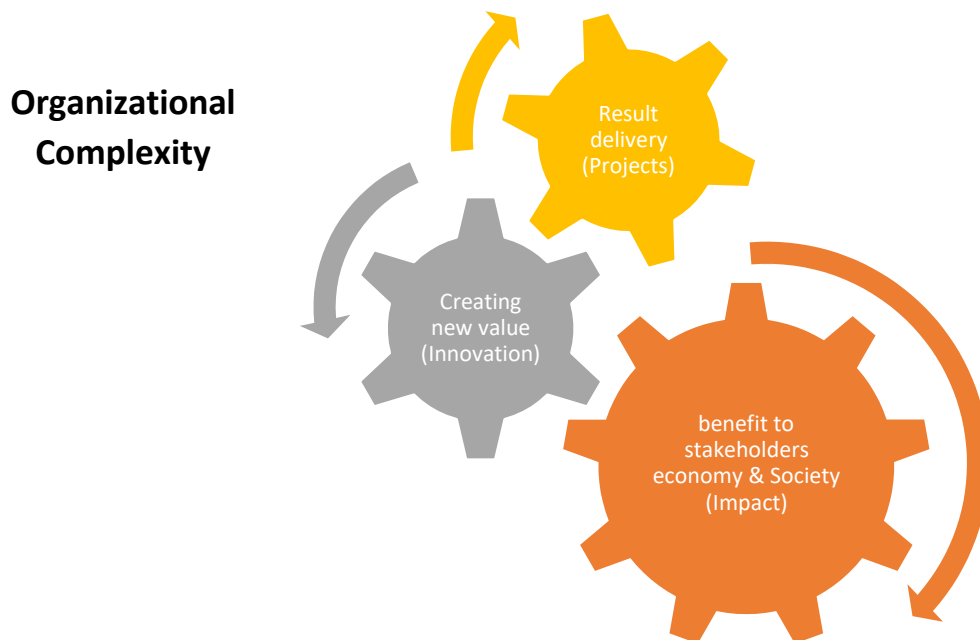 Organizational
Complexity
Result
delivery
(Projects)
Creating
new value
(Innovation)
benefit to
stakeholders
economy & Society
(Impact)